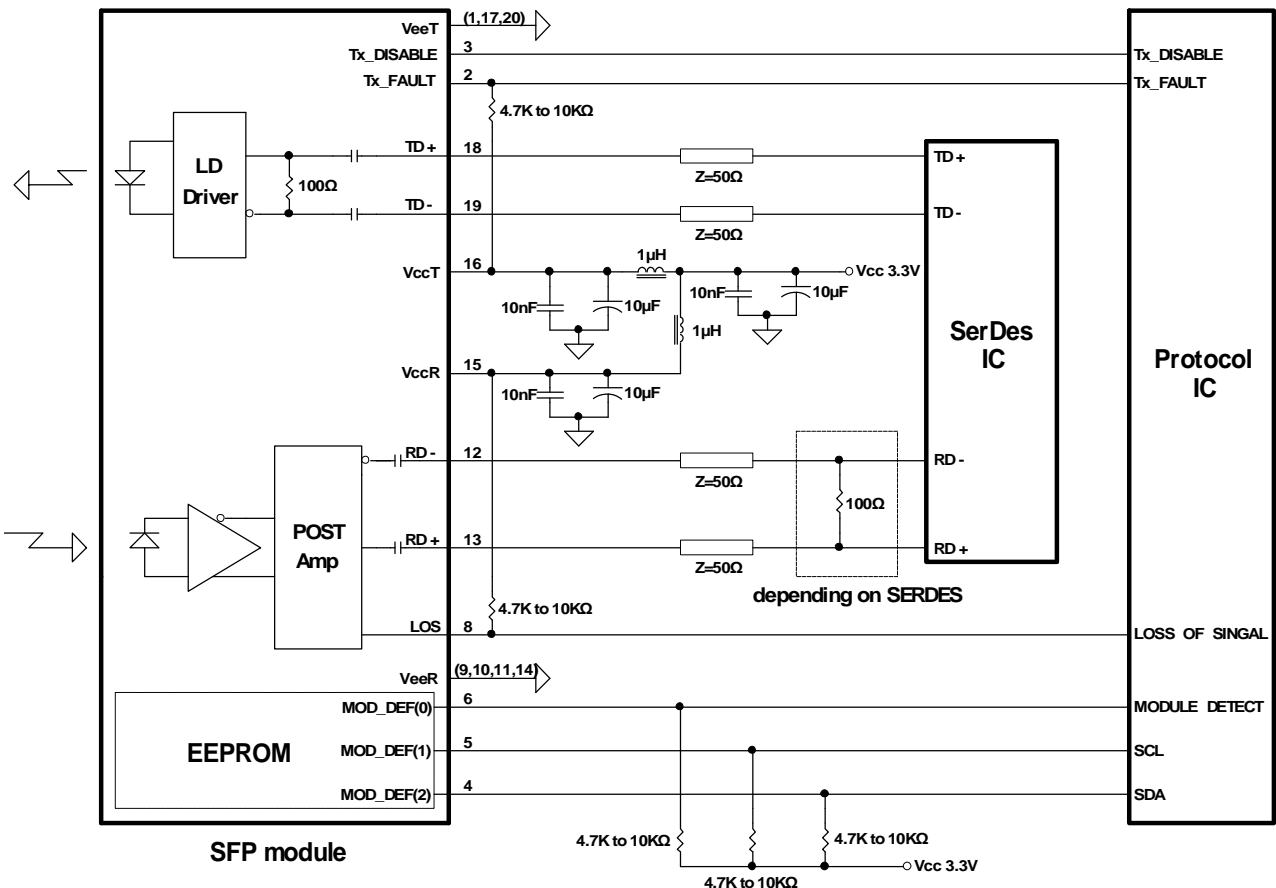 VeeT
(1,17,20)
Tx_DISABLE
3
Tx_DISABLE
Tx_FAULT
2
Tx_FAULT
4.7K to 10KΩ
LD
Driver
100Ω
TD+
18
Z=50Ω
TD+
TD-
19
Z=50Ω
TD-
VccT
16
1µH
Vcc 3.3V
10nF
10µF
10nF
10µF
1µH
SerDes
IC
Protocol
IC
VccR
15
10nF
10µF
RD-
12
Z=50Ω
RD-
100Ω
POST
Amp
RD+
13
Z=50Ω
RD+
depending on SERDES
4.7K to 10KΩ
LOS
8
LOSS OF SINGAL
VeeR
(9,10,11,14)
MOD_DEF(0)
6
MODULE DETECT
EEPROM
MOD_DEF(1)
5
SCL
MOD_DEF(2)
4
SDA
SFP module
4.7K to 10KΩ
4.7K to 10KΩ
Vcc 3.3V
4.7K to 10KΩ